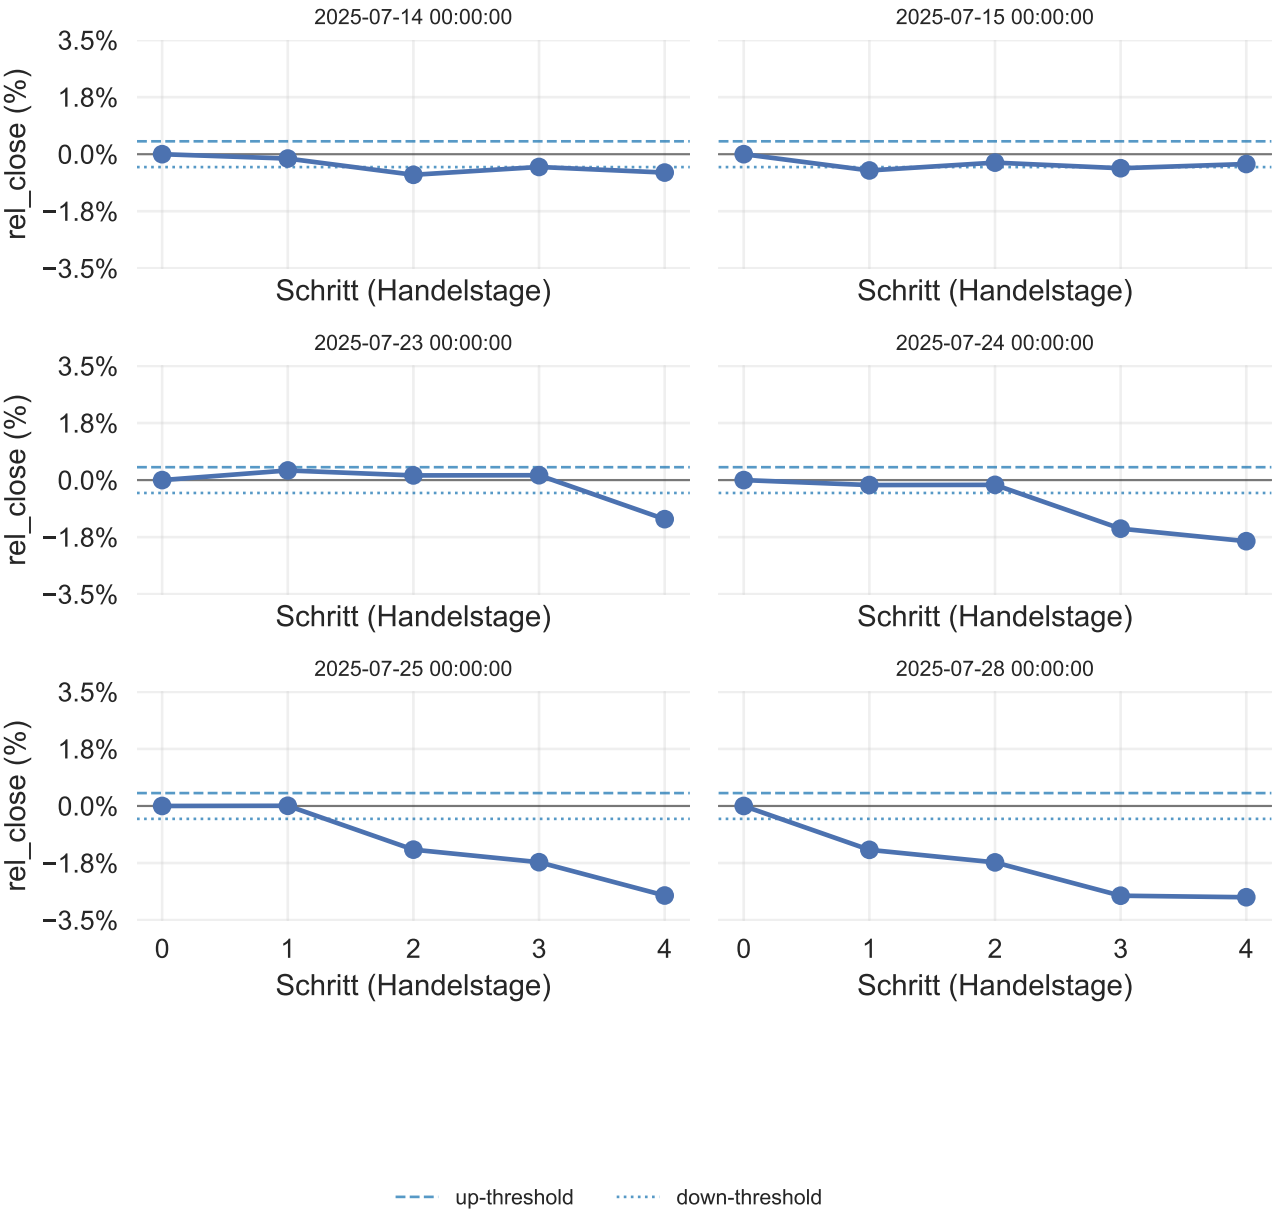 2025-07-14 00:00:00
2025-07-15 00:00:00
3.5%
1.8%
0.0%
−1.8%
−3.5%
rel_close (%)
Schritt (Handelstage)
Schritt (Handelstage)
2025-07-23 00:00:00
2025-07-24 00:00:00
3.5%
1.8%
0.0%
−1.8%
−3.5%
rel_close (%)
Schritt (Handelstage)
Schritt (Handelstage)
2025-07-25 00:00:00
2025-07-28 00:00:00
3.5%
1.8%
0.0%
−1.8%
−3.5%
rel_close (%)
0 1 2 3 4
0 1 2 3 4
Schritt (Handelstage)
Schritt (Handelstage)
up-threshold
down-threshold